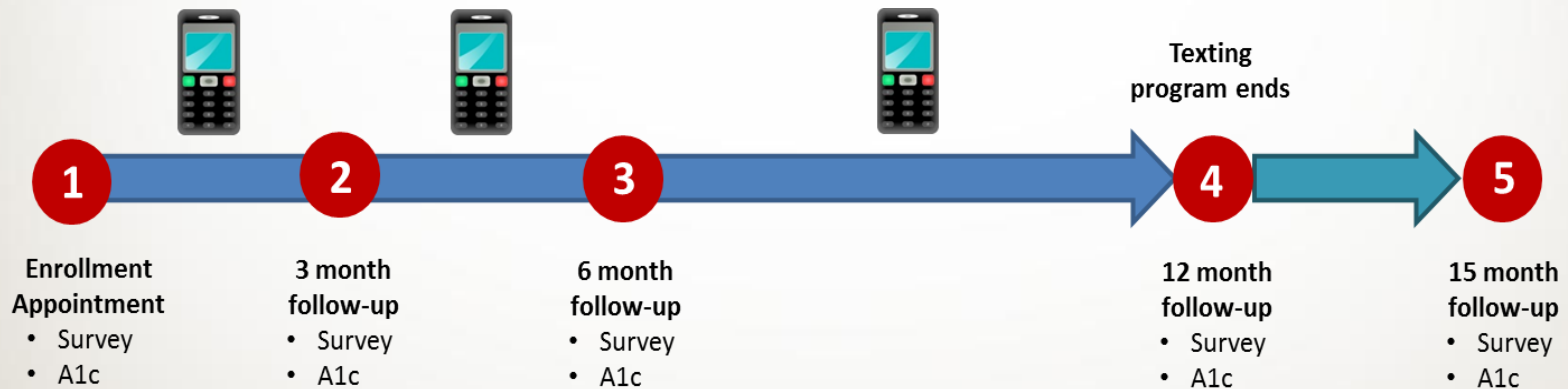 Texting
program ends
1
2
3
4
5
Enrollment
Appointment
• Survey
• A1c
3 month
follow-up
• Survey
• A1c
6 month
follow-up
• Survey
• A1c
12 month
follow-up
• Survey
• A1c
15 month
follow-up
• Survey
• A1c